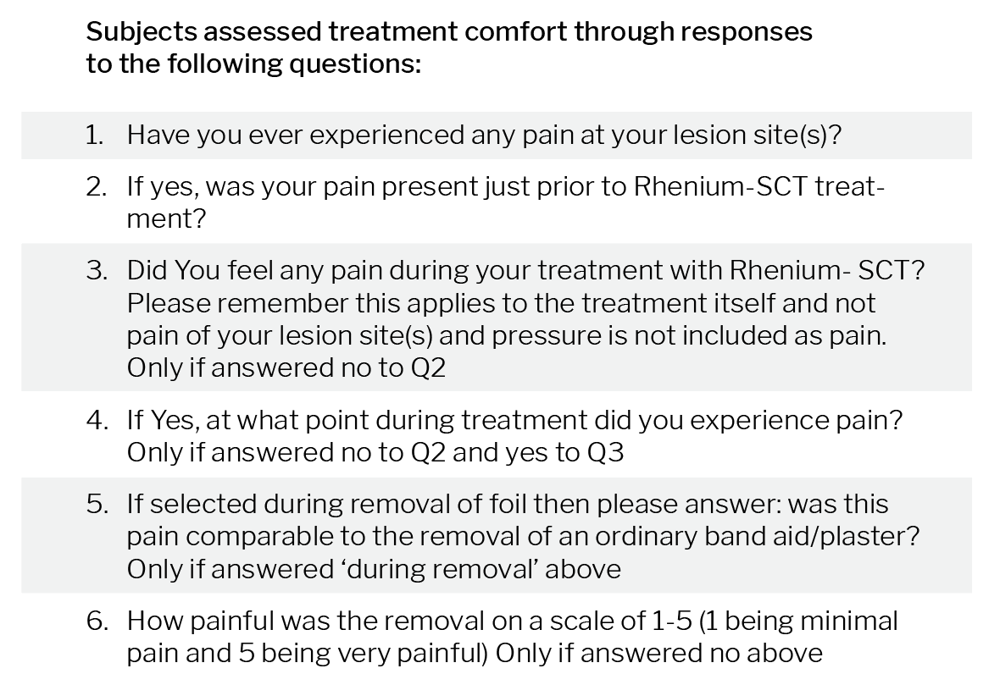 Subjects assessed treatment comfort through responses
to the following questions:
1. Have you ever experienced any pain at your lesion site(s)?
2. If yes, was your pain present just prior to Rhenium-SCT treat-
ment?
3. Did You feel any pain during your treatment with Rhenium- SCT?
Please remember this applies to the treatment itself and not
pain of your lesion site(s) and pressure is not included as pain.
Only if answered no to Q2
4. If Yes, at what point during treatment did you experience pain?
Only if answered no to Q2 and yes to Q3
5. If selected during removal of foil then please answer: was this
pain comparable to the removal of an ordinary band aid/plaster?
Only if answered ‘during removal’ above
6. How painful was the removal on a scale of 1-5 (1 being minimal
pain and 5 being very painful) Only if answered no above